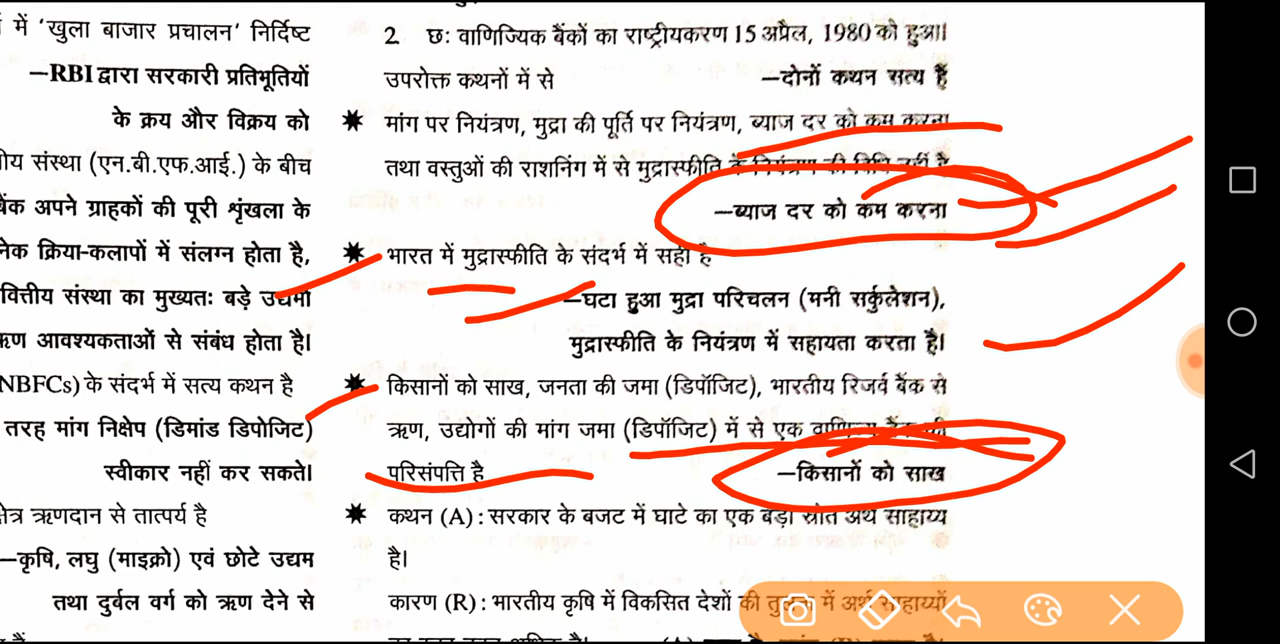 में 'खुला बाजार प्रचालन' निर्दिष्ट
—RBI द्वारा सरकारी प्रतिभूतियों
के क्रय और विक्रय को
संस्था (एन.बी.एफ.आई.) के बीच
अपने ग्राहकों की पूरी शृंखला के
क्रिया-कलापों में संलग्न होता है,
वित्तीय संस्था का मुख्यतः बड़े उद्यमों
आवश्यकताओं से संबंध होता है।
NBFCs) के संदर्भ में सत्य कथन है
तरह मांग निक्षेप (डिमांड डिपोजिट)
स्वीकार नहीं कर सकते।
ऋणदान से तात्पर्य है
—कृषि, लघु (माइक्रो) एवं छोटे उद्यम
तथा दुर्बल वर्ग को ऋण देने से
2. छः वाणिज्यिक बैंकों का राष्ट्रीयकरण 15 अप्रैल, 1980 को हुआ।
उपरोक्त कथनों में से —दोनों कथन सत्य हैं
* मांग पर नियंत्रण, मुद्रा की पूर्ति पर नियंत्रण, ब्याज दर को कम करना
तथा वस्तुओं की राशनिंग में से मुद्रास्फीति के नियंत्रण की विधि नहीं है
—ब्याज दर को कम करना
* भारत में मुद्रास्फीति के संदर्भ में सही है
—घटा हुआ मुद्रा परिचलन (मनी सर्कुलेशन),
मुद्रास्फीति के नियंत्रण में सहायता करता है।
* किसानों को साख, जनता की जमा (डिपॉजिट), भारतीय रिजर्व बैंक से
ऋण, उद्योगों की मांग जमा (डिपॉजिट) में से एक वाणिज्य बैंक की
परिसंपत्ति है —किसानों को साख
* कथन (A) : सरकार के बजट में घाटे का एक बड़ा स्रोत अर्थ साहाय्य
है।
कारण (R) : भारतीय कृषि में विकसित देशों की तुलना में अर्थ साहाय्यों